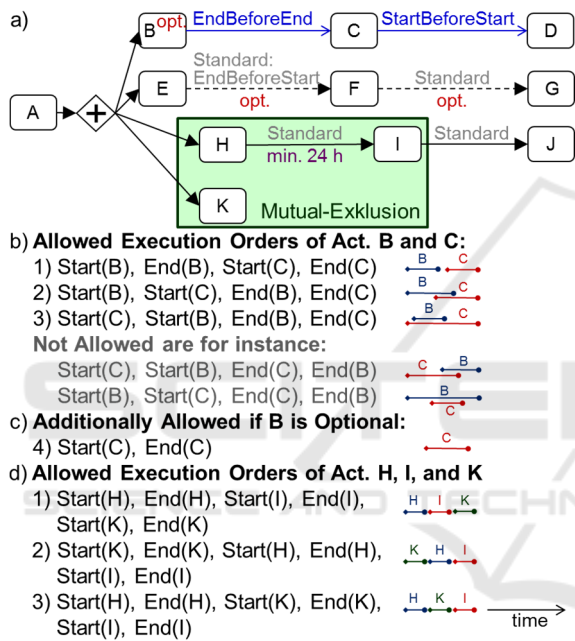 a)
B opt. EndBeforeEnd C StartBeforeStart D
Standard:
E EndBeforeStart F Standard G
opt. opt.
A +
H Standard I Standard J
min. 24 h
K
Mutual-Exklusion
b) Allowed Execution Orders of Act. B and C:
1) Start(B), End(B), Start(C), End(C) B C
2) Start(B), Start(C), End(B), End(C) B C
3) Start(C), Start(B), End(B), End(C) B C
Not Allowed are for instance:
Start(C), Start(B), End(C), End(B) C B
Start(B), Start(C), End(C), End(B) B C
c) Additionally Allowed if B is Optional:
4) Start(C), End(C) C
d) Allowed Execution Orders of Act. H, I, and K
1) Start(H), End(H), Start(I), End(I), H I K
Start(K), End(K)
2) Start(K), End(K), Start(H), End(H), K H I
Start(I), End(I)
3) Start(H), End(H), Start(K), End(K), H K I
Start(I), End(I) time